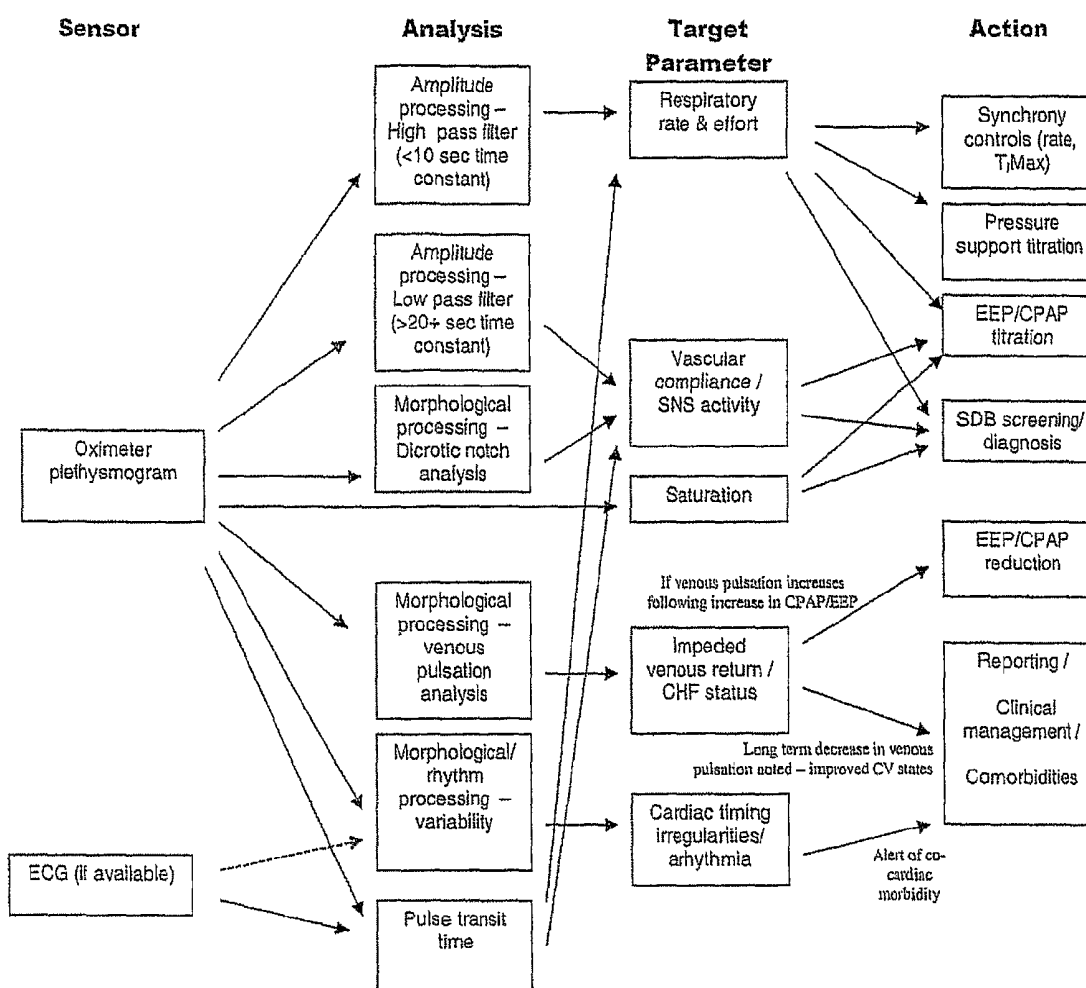 Sensor
Analysis
Target
Parameter
Action
Amplitude
processing –
High pass filter
(<10 sec time
constant)
Amplitude
processing –
Low pass filter
(>20+ sec time
constant)
Morphological
processing –
Dicrotic notch
analysis
Oximeter
plethysmogram
Morphological
processing –
venous
pulsation
analysis
Morphological/
rhythm
processing –
variability
ECG (if available)
Pulse transit
time
Respiratory
rate & effort
Vascular
compliance /
SNS activity
Saturation
If venous pulsation increases
following increase in CPAP/EEP
Impeded
venous return /
CHF status
Long term decrease in venous
pulsation noted – improved CV states
Cardiac timing
irregularities/
arhythmia
Alert of co-
cardiac
morbidity
Synchrony
controls (rate,
TiMax)
Pressure
support titration
EEP/CPAP
titration
SDB screening/
diagnosis
EEP/CPAP
reduction
Reporting /
Clinical
management /
Comorbidities